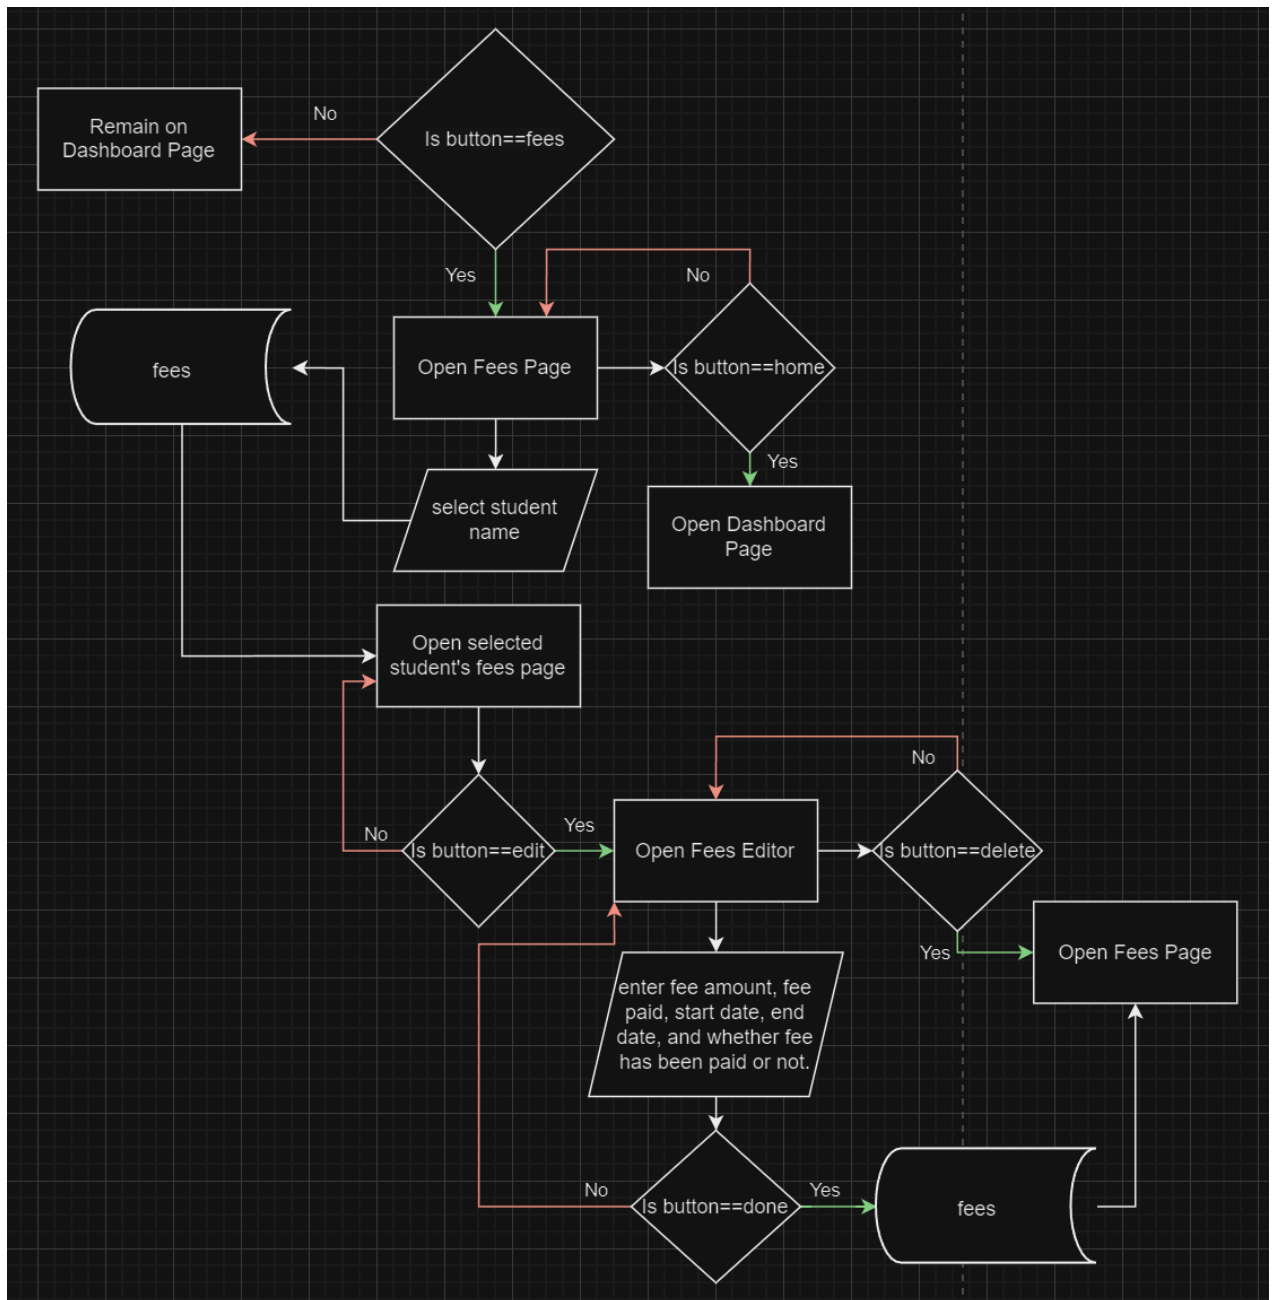 No
Remain on
Dashboard Page
Is button==fees
Yes
No
fees
Open Fees Page
Is button==home
Yes
select student
name
Open Dashboard
Page
Open selected
student's fees page
No
No
Is button==edit
Yes
Open Fees Editor
Is button==delete
Yes
Open Fees Page
enter fee amount, fee
paid, start date, end
date, and whether fee
has been paid or not.
No
Is button==done
Yes
fees